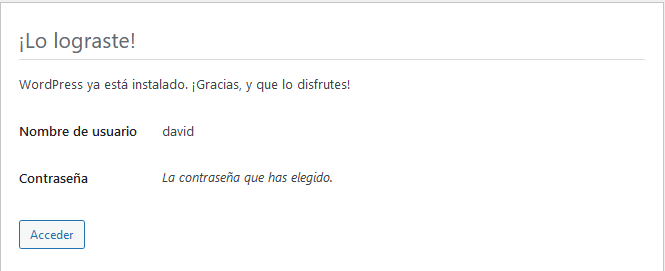 ¡Lo lograste!
WordPress ya está instalado. ¡Gracias, y que lo disfrutes!
Nombre de usuario david
Contraseña La contraseña que has elegido.
Acceder